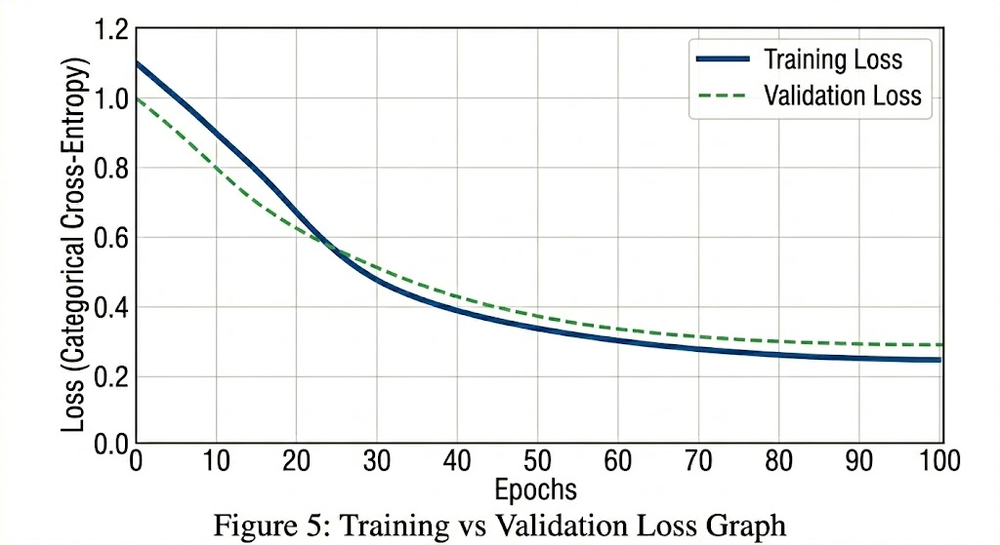 1.2
1.0
0.8
0.6
0.4
0.2
0.0
Loss (Categorical Cross-Entropy)
Training Loss
Validation Loss
0 10 20 30 40 50 60 70 80 90 100
Epochs
Figure 5: Training vs Validation Loss Graph